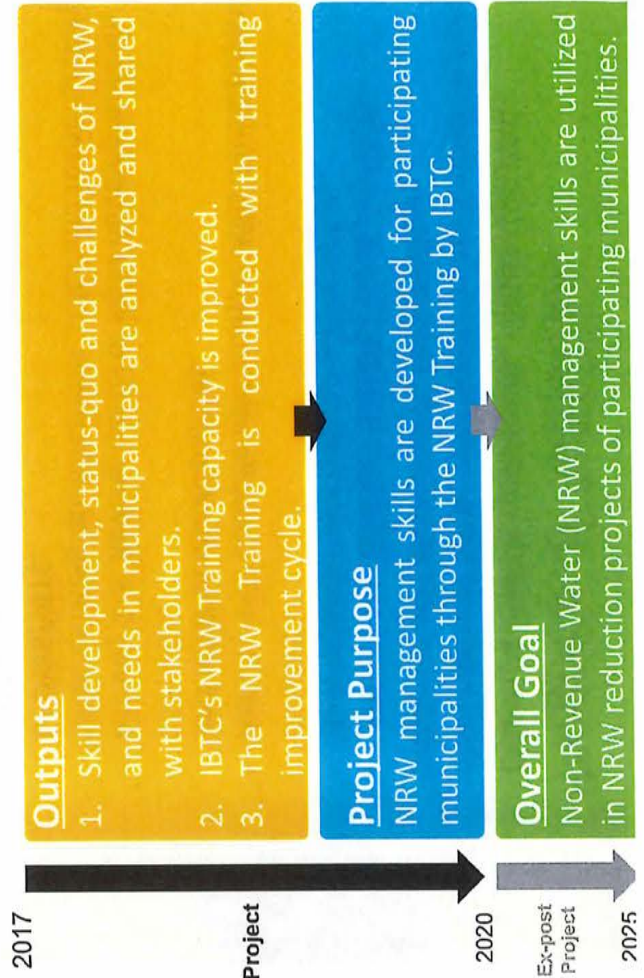 2017
Project
2020
Ex-post
Project
2025
Outputs
1. Skill development, status-quo and challenges of NRW,
and needs in municipalities are analyzed and shared
with stakeholders.
2. IBTC's NRW Training capacity is improved.
3. The NRW Training is conducted with training
improvement cycle.
Project Purpose
NRW management skills are developed for participating
municipalities through the NRW Training by IBTC.
Overall Goal
Non-Revenue Water (NRW) management skills are utilized
in NRW reduction projects of participating municipalities.